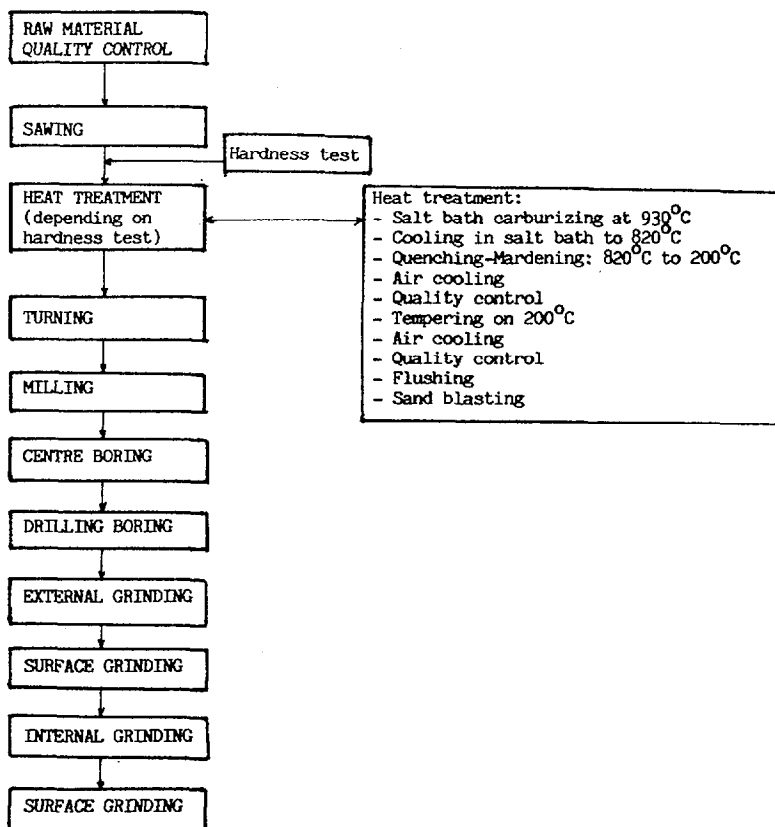 RAW MATERIAL
QUALITY CONTROL
SAWING
Hardness test
HEAT TREATMENT
(depending on
hardness test)
Heat treatment:
- Salt bath carburizing at 930°C
- Cooling in salt bath to 820°C
- Quenching-Mardening: 820°C to 200°C
- Air cooling
- Quality control
- Tempering on 200°C
- Air cooling
- Quality control
- Flushing
- Sand blasting
TURNING
MILLING
CENTRE BORING
DRILLING BORING
EXTERNAL GRINDING
SURFACE GRINDING
INTERNAL GRINDING
SURFACE GRINDING